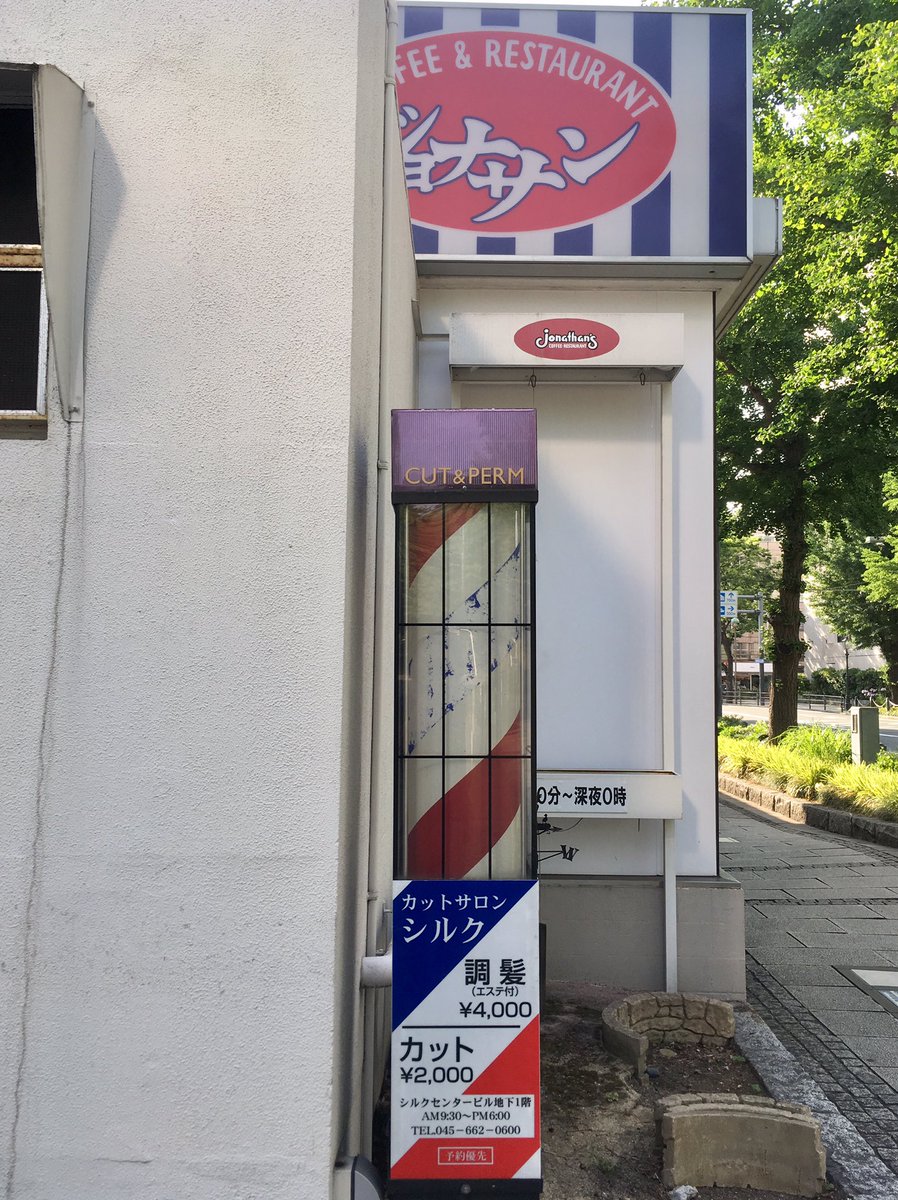 FEE & RESTAURANT
ジョナサン
Jonathan's
COFFEE RESTAURANT
CUT&PERM
0分～深夜0時
カットサロン
シルク
調髪
(エステ付)
¥4,000
カット
¥2,000
シルクセンタービル地下1階
AM9:30～PM6:00
TEL.045-662-0600
予約優先